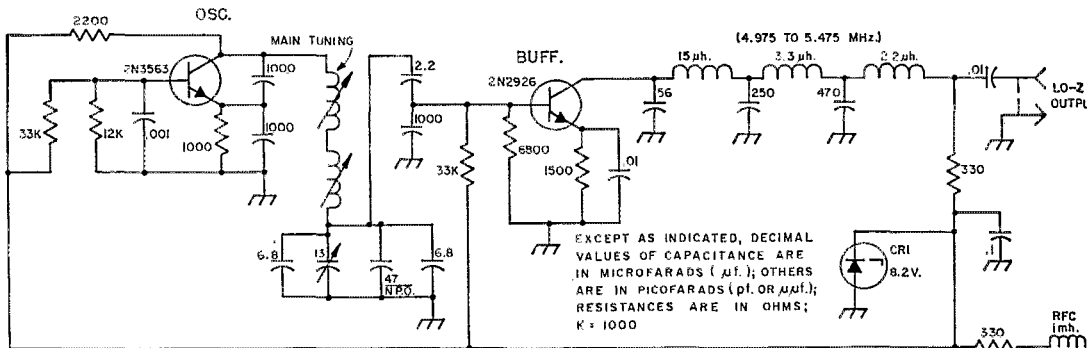 OSC.
2200
MAIN TUNING
2N3563
1000
1000
33K
12K
.001
1000
6.8
13
47
N.P.O.
6.8
2.2
1000
33K
BUFF.
2N2926
6800
1500
.01
(4.975 TO 5.475 MHz.)
15µh.
3.3µh.
2.2µh.
56
250
470
.01
LO-Z
OUTPU
330
.1
CR1
8.2V.
330
RFC
1mh.
EXCEPT AS INDICATED, DECIMAL
VALUES OF CAPACITANCE ARE
IN MICROFARADS ( µf.); OTHERS
ARE IN PICOFARADS (pf. OR µµf.);
RESISTANCES ARE IN OHMS;
K = 1000